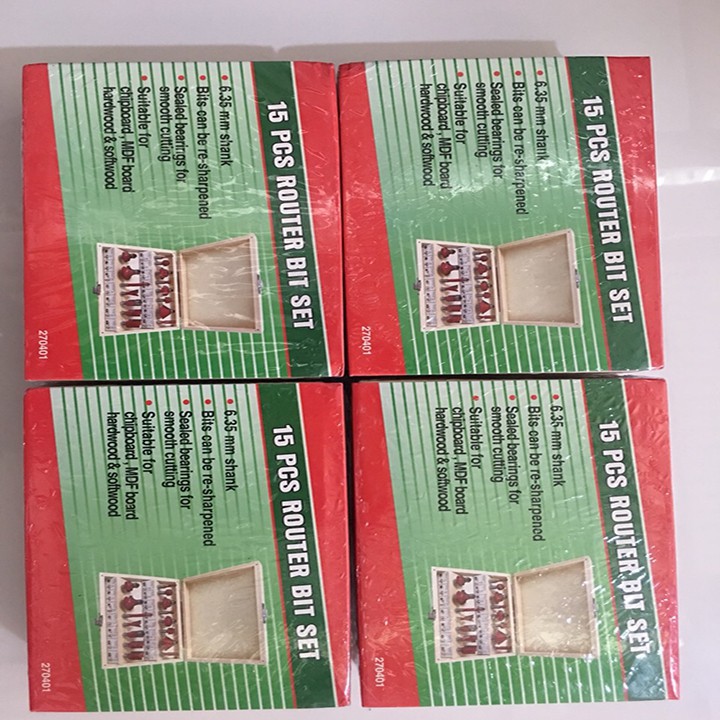 15 PCS ROUTER BIT SET
• 6.35 mm shank
• Bits can be re-sharpened
• Sealed bearings for
smooth cutting
• Suitable for
chipboard, MDF board
hardwood & softwood
270401
15 PCS ROUTER BIT SET
• 6.35 mm shank
• Bits can be re-sharpened
• Sealed bearings for
smooth cutting
• Suitable for
chipboard, MDF board
hardwood & softwood
270401
15 PCS ROUTER BIT SET
• 6.35 mm shank
• Bits can be re-sharpened
• Sealed bearings for
smooth cutting
• Suitable for
chipboard, MDF board
hardwood & softwood
270401
15 PCS ROUTER BIT SET
• 6.35 mm shank
• Bits can be re-sharpened
• Sealed bearings for
smooth cutting
• Suitable for
chipboard, MDF board
hardwood & softwood
270401